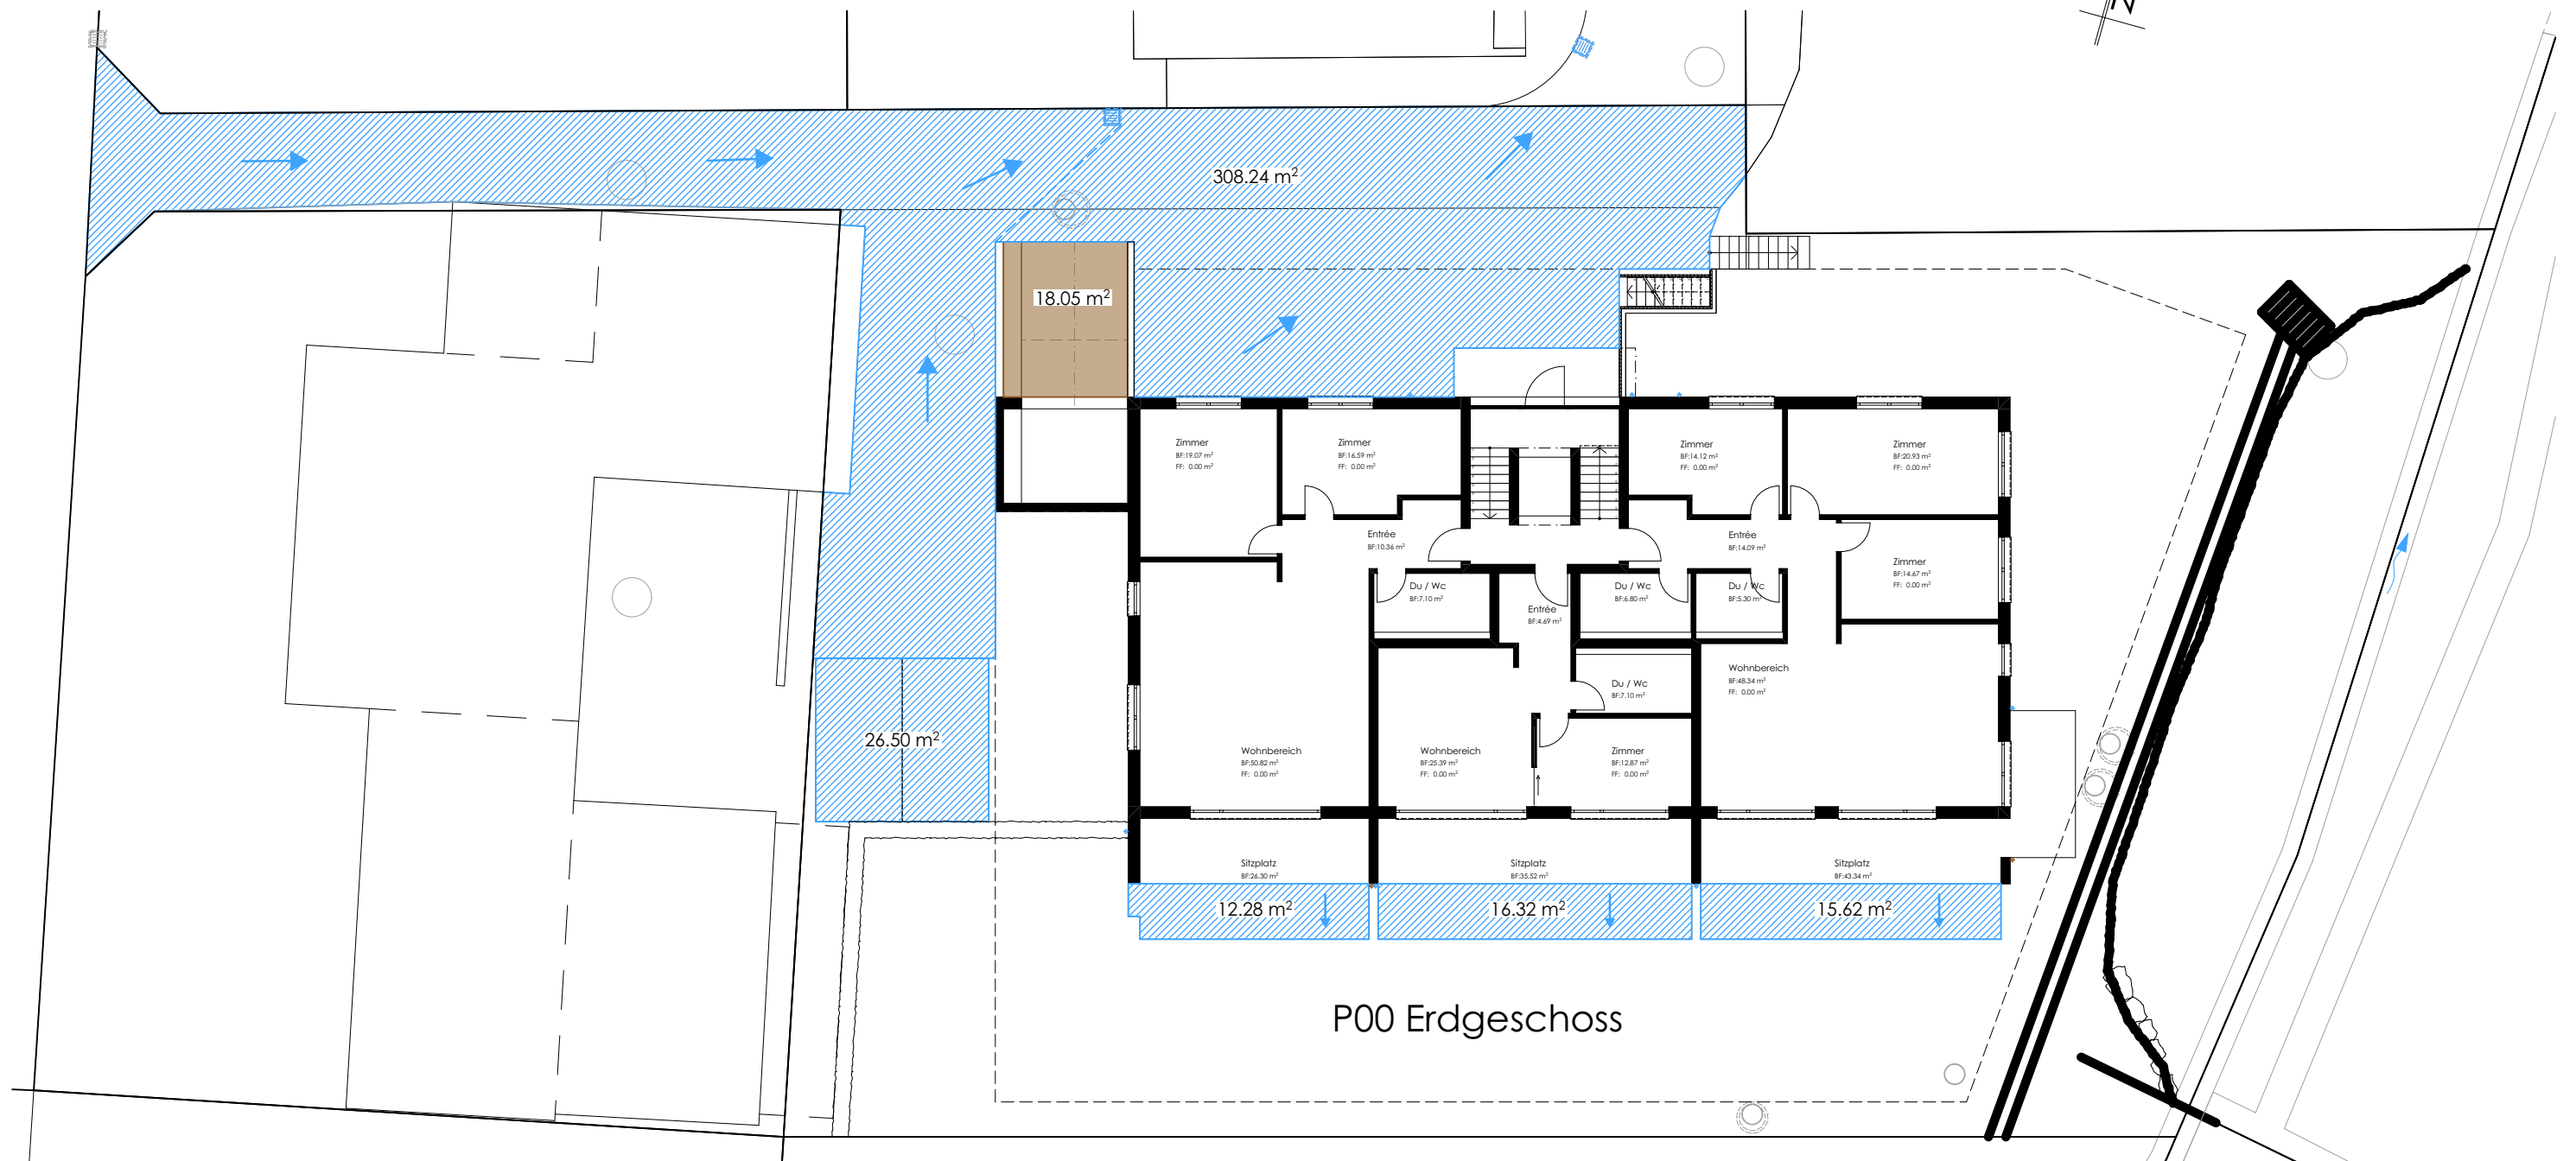 N
308.24 m²
18.05 m²
Zimmer
BF:19.07 m²
FF: 0.00 m²
Zimmer
BF:16.59 m²
FF: 0.00 m²
Zimmer
BF:14.12 m²
FF: 0.00 m²
Zimmer
BF:20.93 m²
FF: 0.00 m²
Entrée
BF:10.36 m²
Entrée
BF:14.09 m²
Zimmer
BF:14.67 m²
FF: 0.00 m²
Du / Wc
BF:7.10 m²
Entrée
BF:4.69 m²
Du / Wc
BF:6.80 m²
Du / Wc
BF:5.30 m²
Wohnbereich
BF:48.34 m²
FF: 0.00 m²
Du / Wc
BF:7.10 m²
26.50 m²
Wohnbereich
BF:50.82 m²
FF: 0.00 m²
Wohnbereich
BF:25.39 m²
FF: 0.00 m²
Zimmer
BF:12.87 m²
FF: 0.00 m²
Sitzplatz
BF:26.30 m²
Sitzplatz
BF:35.52 m²
Sitzplatz
BF:43.34 m²
12.28 m²
16.32 m²
15.62 m²
P00 Erdgeschoss